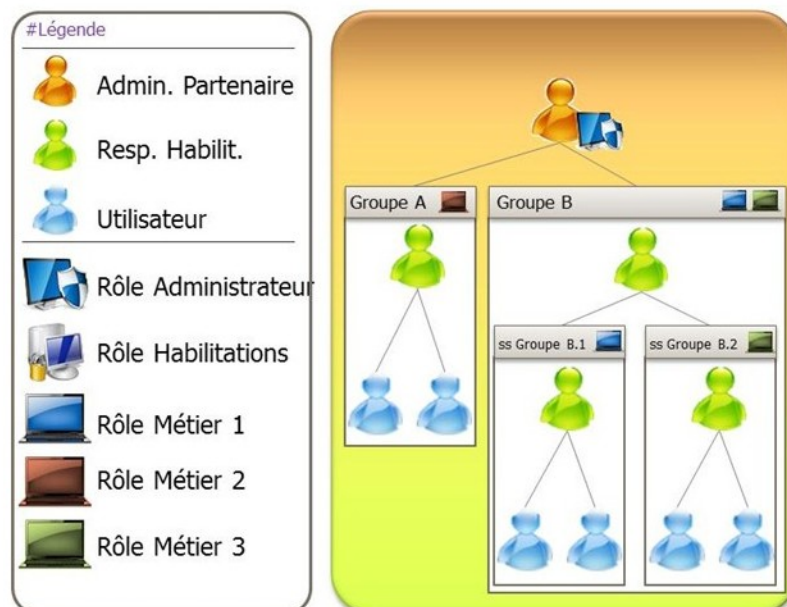 #Légende
Admin. Partenaire
Resp. Habilit.
Utilisateur
Rôle Administrateur
Rôle Habilitations
Rôle Métier 1
Rôle Métier 2
Rôle Métier 3
Groupe A
Groupe B
ss Groupe B.1
ss Groupe B.2